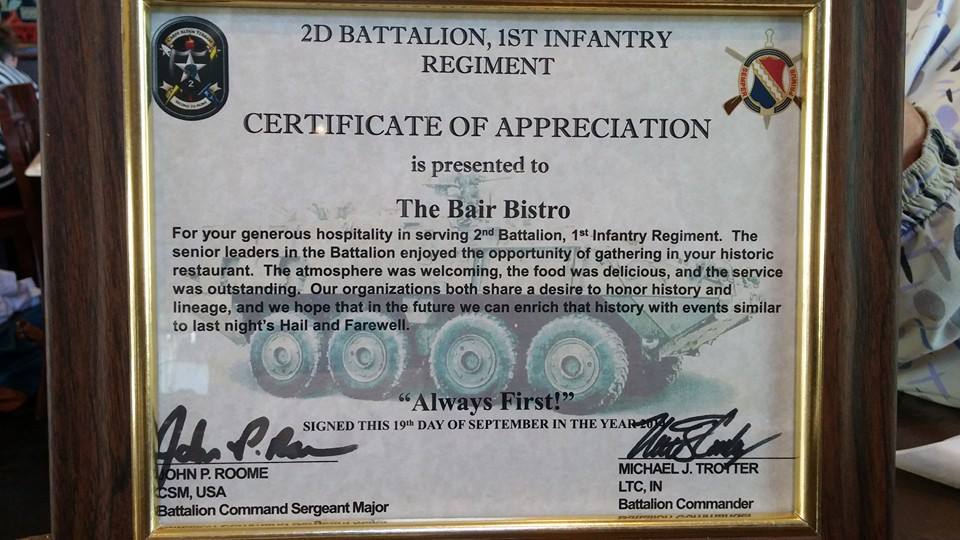 2D BATTALION, 1ST INFANTRY
REGIMENT
CERTIFICATE OF APPRECIATION
is presented to
The Bair Bistro
For your generous hospitality in serving 2nd Battalion, 1st Infantry Regiment. The
senior leaders in the Battalion enjoyed the opportunity of gathering in your historic
restaurant. The atmosphere was welcoming, the food was delicious, and the service
was outstanding. Our organizations both share a desire to honor history and
lineage, and we hope that in the future we can enrich that history with events similar
to last night's Hail and Farewell.
"Always First!"
SIGNED THIS 19th DAY OF SEPTEMBER IN THE YEAR
John P. Roome
JOHN P. ROOME
CSM, USA
Battalion Command Sergeant Major
MICHAEL J. TROTTER
LTC, IN
Battalion Commander
SEMPER PRIMUS
2